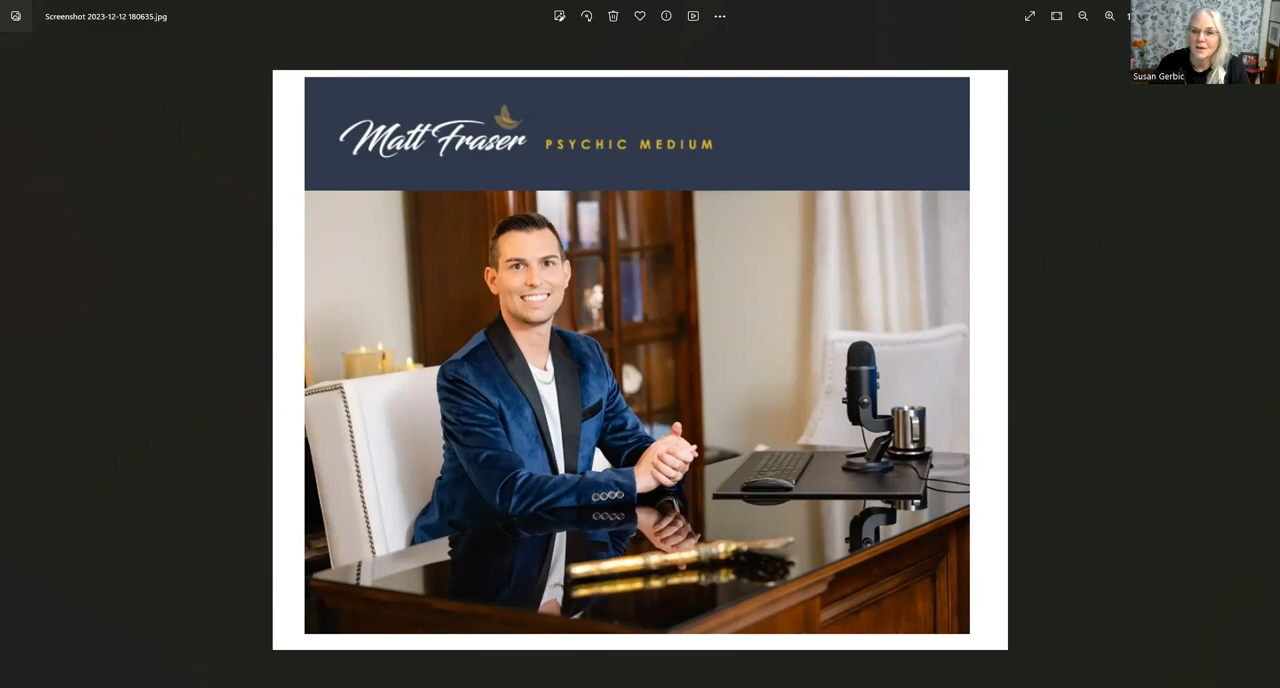 Screenshot 2023-12-12 180635.jpg
Susan Gerbic
Matt Fraser PSYCHIC MEDIUM